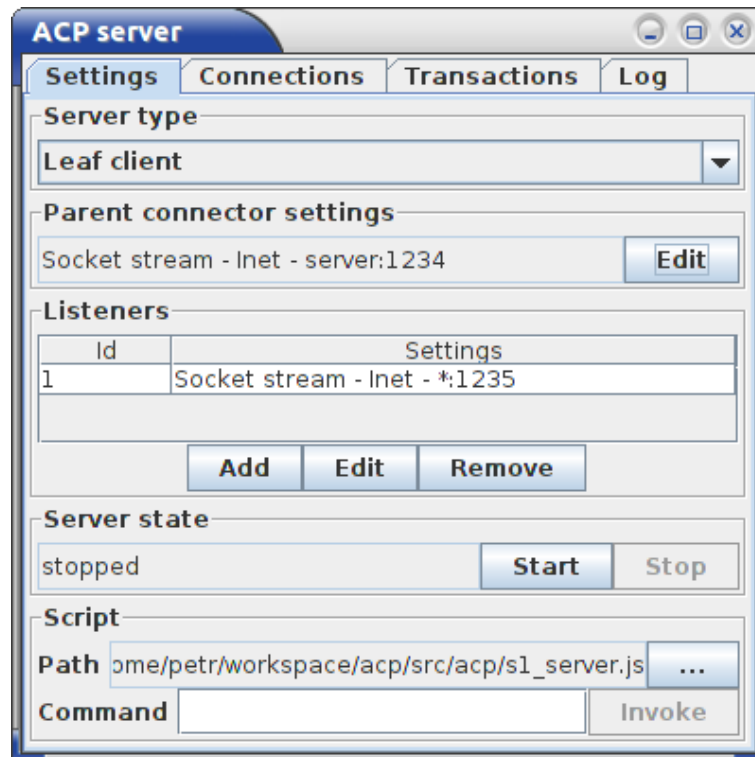 ACP server
Settings Connections Transactions Log
Server type
Leaf client
Parent connector settings
Socket stream - Inet - server:1234 Edit
Listeners
Id Settings
1 Socket stream - Inet - *:1235
Add Edit Remove
Server state
stopped Start Stop
Script
Path ome/petr/workspace/acp/src/acp/s1_server.js ...
Command Invoke